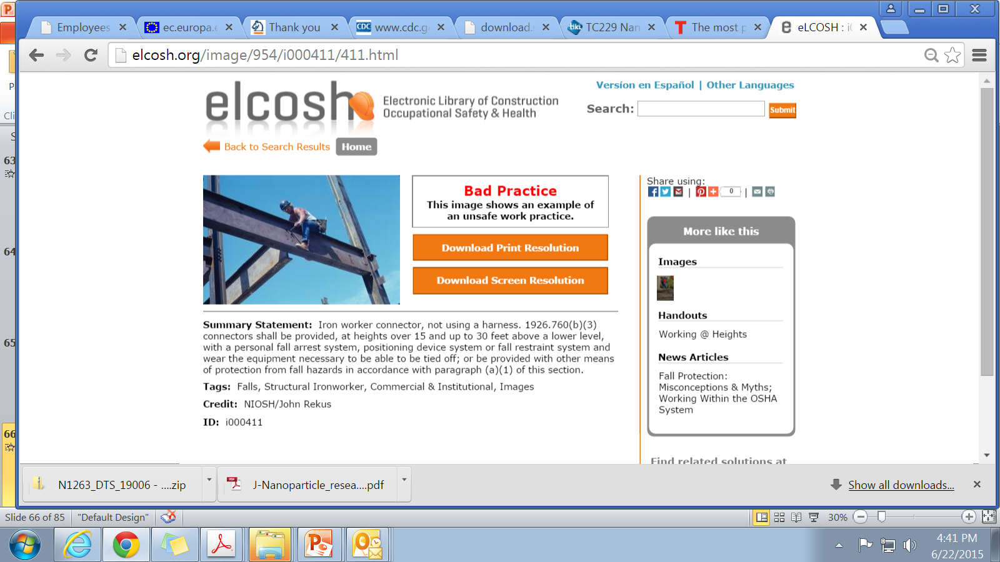 Employees
ec.europa.e
Thank you
CDC
www.cdc.g
download.
tikl
TC229 Nan
T
The most p
eLCOSH : i
elcosh.org/image/954/i000411/411.html
Versíon en Español | Other Languages
elcosh
Electronic Library of Construction
Occupational Safety & Health
Search:
Submit
Back to Search Results
Home
Bad Practice
This image shows an example of
an unsafe work practice.
Download Print Resolution
Download Screen Resolution
Share using:
| 0 |
More like this
Images
Handouts
Working @ Heights
News Articles
Fall Protection:
Misconceptions & Myths;
Working Within the OSHA
System
Summary Statement: Iron worker connector, not using a harness. 1926.760(b)(3)
connectors shall be provided, at heights over 15 and up to 30 feet above a lower level,
with a personal fall arrest system, positioning device system or fall restraint system and
wear the equipment necessary to be able to be tied off; or be provided with other means
of protection from fall hazards in accordance with paragraph (a)(1) of this section.
Tags: Falls, Structural Ironworker, Commercial & Institutional, Images
Credit: NIOSH/John Rekus
ID: i000411
Find related solutions at
P
Cli
S
63
64
65
66
N1263_DTS_19006 - ....zip
J-Nanoparticle_resea....pdf
Show all downloads...
Slide 66 of 85
"Default Design"
30%
4:41 PM
6/22/2015